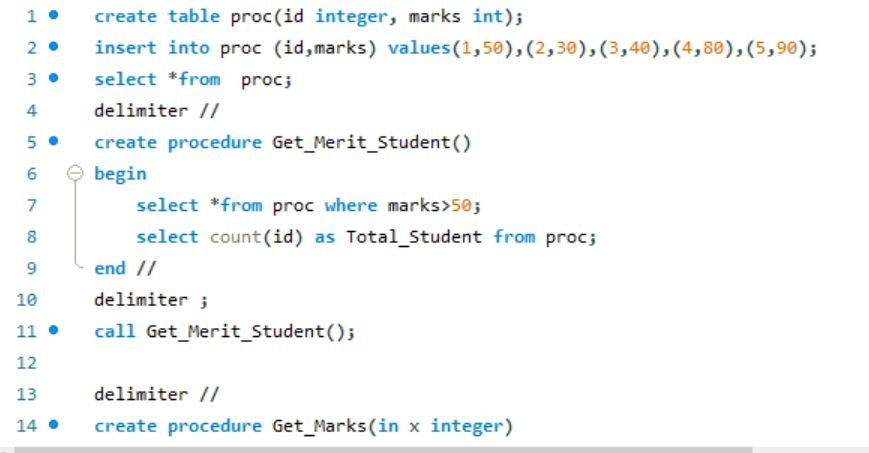 1 create table proc(id integer, marks int);
2 insert into proc (id,marks) values(1,50),(2,30),(3,40),(4,80),(5,90);
3 select *from  proc;
4 delimiter //
5 create procedure Get_Merit_Student()
6 begin
7 select *from proc where marks>50;
8 select count(id) as Total_Student from proc;
9 end //
10 delimiter ;
11 call Get_Merit_Student();
12
13 delimiter //
14 create procedure Get_Marks(in x integer)